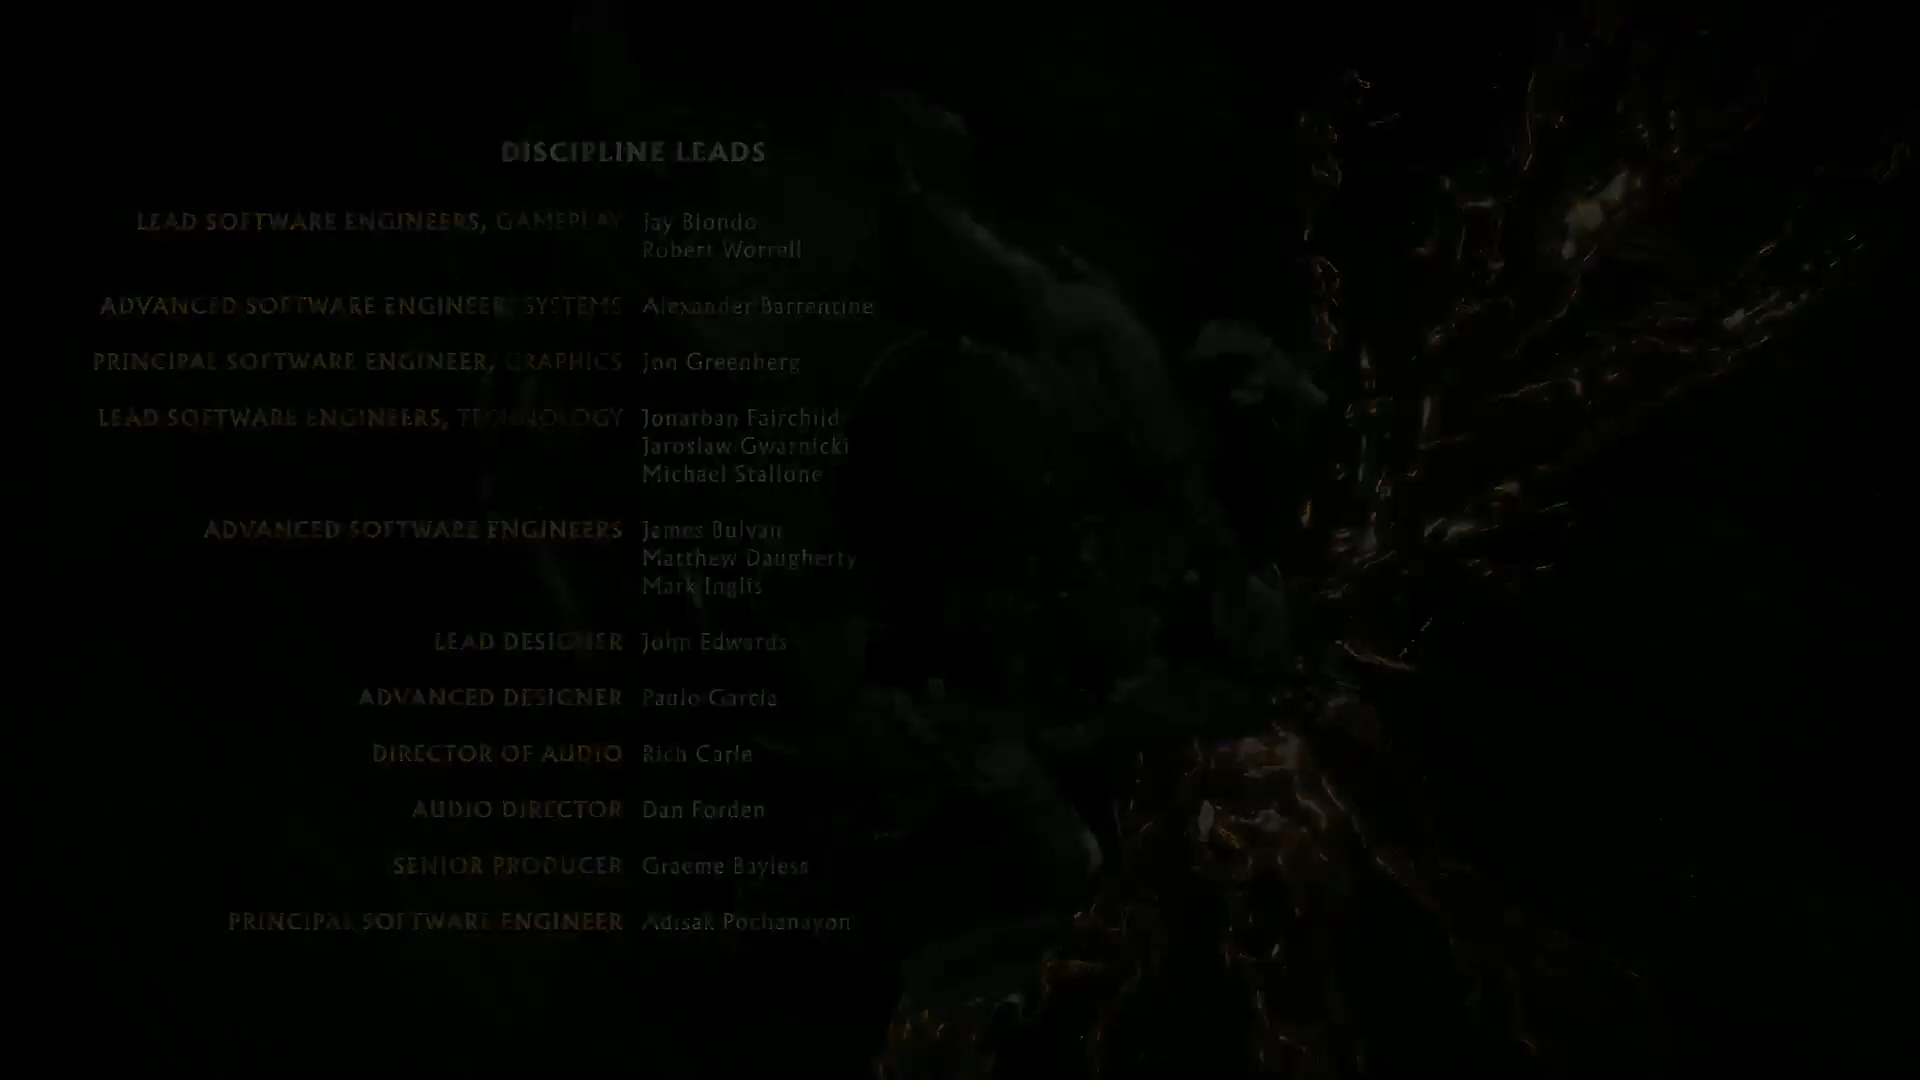 DISCIPLINE LEADS
LEAD SOFTWARE ENGINEERS, GAMEPLAY Jay Biondo
Robert Worrell
ADVANCED SOFTWARE ENGINEER, SYSTEMS Alexander Barrentine
PRINCIPAL SOFTWARE ENGINEER, GRAPHICS Jon Greenberg
LEAD SOFTWARE ENGINEERS, TECHNOLOGY Jonathan Fairchild
Jaroslaw Gwarnicki
Michael Stallone
ADVANCED SOFTWARE ENGINEERS James Bulvan
Matthew Daugherty
Mark Inglis
LEAD DESIGNER John Edwards
ADVANCED DESIGNER Paulo Garcia
DIRECTOR OF AUDIO Rich Carle
AUDIO DIRECTOR Dan Forden
SENIOR PRODUCER Graeme Bayless
PRINCIPAL SOFTWARE ENGINEER Adisak Pochanayon